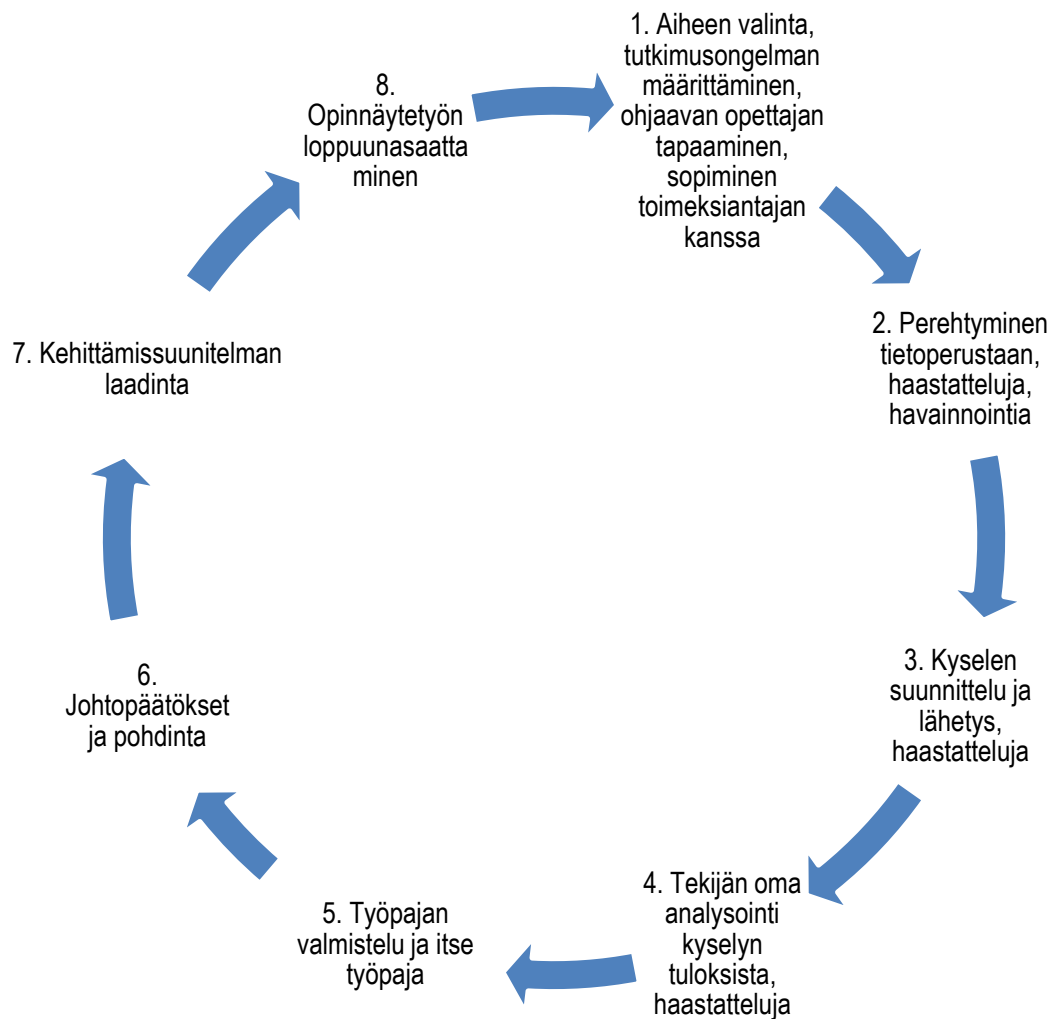 1. Aiheen valinta,
tutkimusongelman
määrittäminen,
ohjaavan opettajan
tapaaminen,
sopiminen
toimeksiantajan
kanssa
2. Perehtyminen
tietoperustaan,
haastatteluja,
havainnointia
3. Kyselen
suunnittelu ja
lähetys,
haastatteluja
4. Tekijän oma
analysointi
kyselyn
tuloksista,
haastatteluja
5. Työpajan
valmistelu ja itse
työpaja
6.
Johtopäätökset
ja pohdinta
7. Kehittämissuunitelman
laadinta
8.
Opinnäytetyön
loppuunasaatta
minen